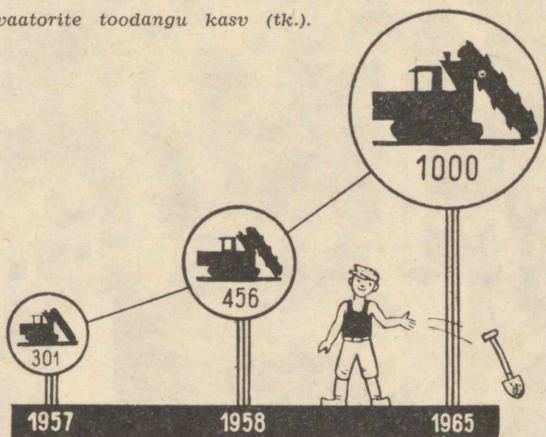 vaatorite toodangu kasv (tk.).
1000
456
301
1957 1958 1965